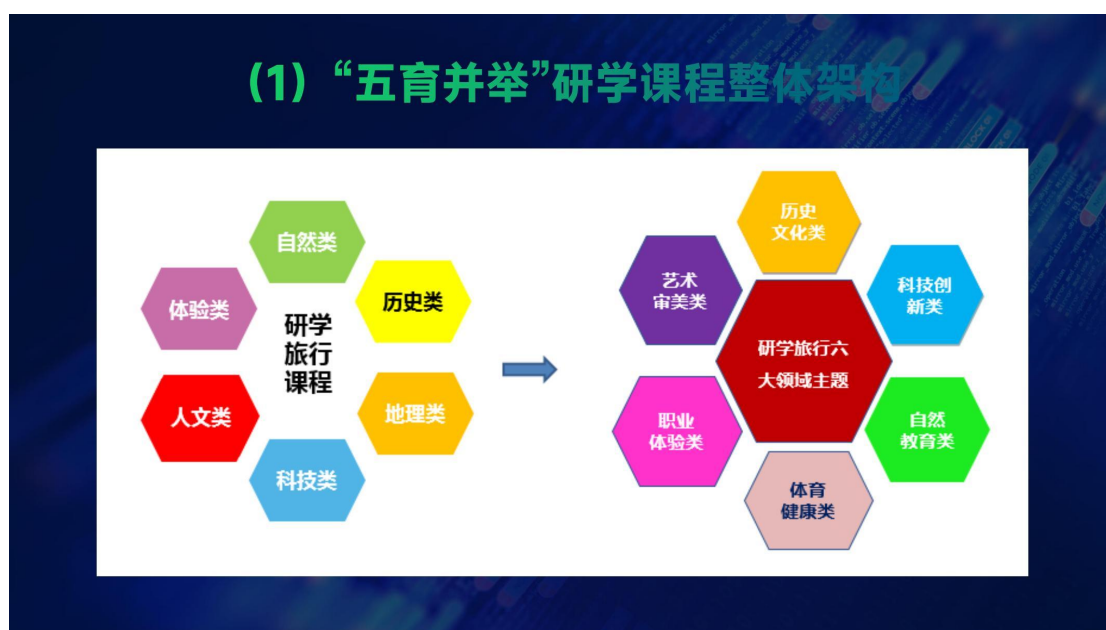 （1）“五育并举”研学课程整体架构
自然类
历史类
地理类
科技类
人文类
体验类
研学
旅行
课程
历史
文化类
科技创
新类
自然
教育类
体育
健康类
职业
体验类
艺术
审美类
研学旅行六
大领域主题